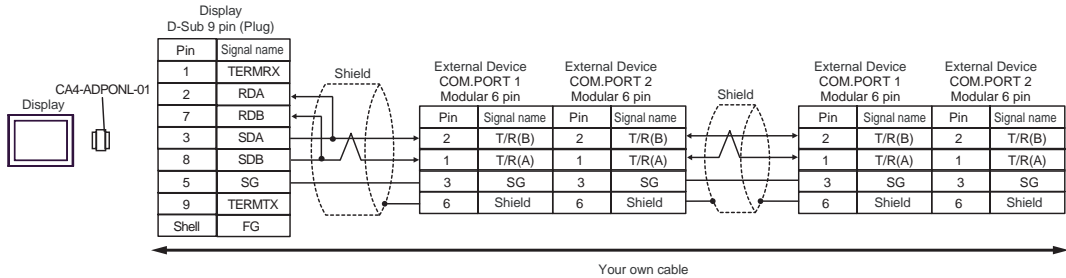 Display
D-Sub 9 pin (Plug)
Pin Signal name
1 TERMRX
2 RDA
7 RDB
3 SDA
8 SDB
5 SG
9 TERMTX
Shell FG
CA4-ADPONL-01
Display
Shield
External Device
COM.PORT 1
Modular 6 pin
Pin Signal name
2 T/R(B)
1 T/R(A)
3 SG
6 Shield
External Device
COM.PORT 2
Modular 6 pin
Pin Signal name
2 T/R(B)
1 T/R(A)
3 SG
6 Shield
Shield
External Device
COM.PORT 1
Modular 6 pin
Pin Signal name
2 T/R(B)
1 T/R(A)
3 SG
6 Shield
External Device
COM.PORT 2
Modular 6 pin
Pin Signal name
2 T/R(B)
1 T/R(A)
3 SG
6 Shield
Your own cable